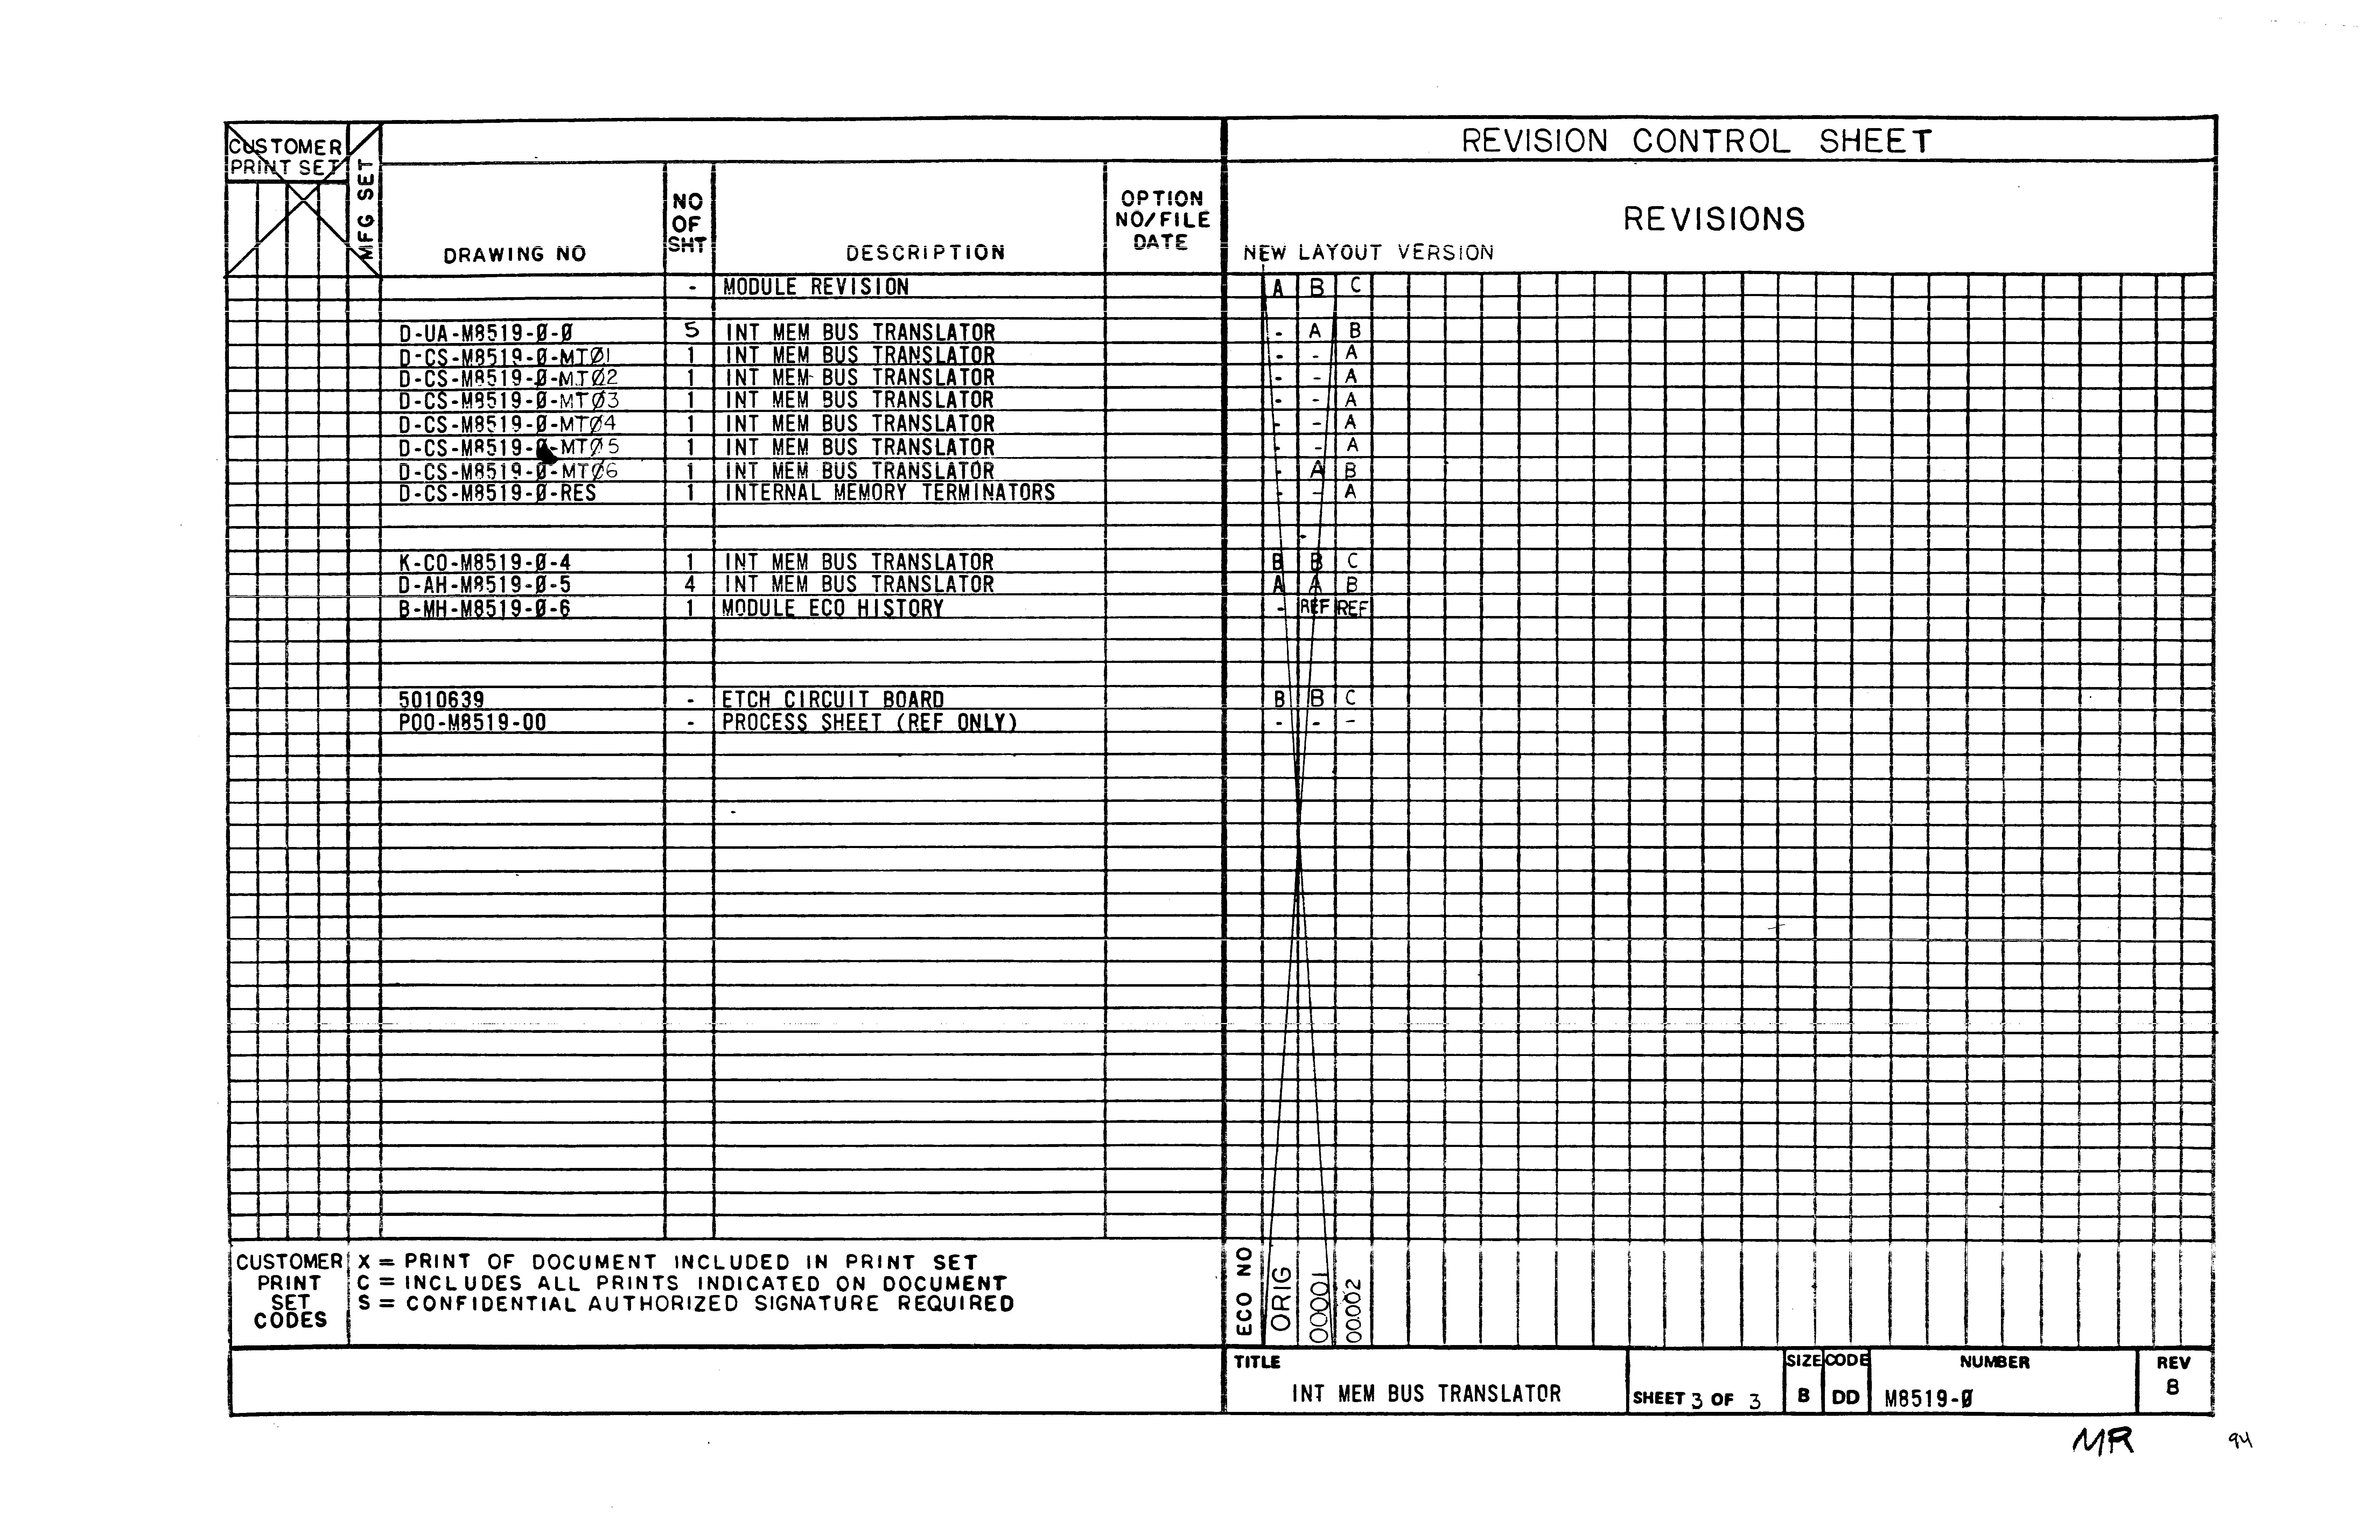 CUSTOMER
PRINT SET
MFG SET
REVISION CONTROL SHEET
DRAWING NO
NO
OF
SHT
DESCRIPTION
OPTION
NO/FILE
DATE
REVISIONS
NEW LAYOUT VERSION
- MODULE REVISION A B C
D-UA-M8519-Ø-Ø 5 INT MEM BUS TRANSLATOR - A B
D-CS-M8519-Ø-MTØ1 1 INT MEM BUS TRANSLATOR - - A
D-CS-M8519-Ø-MTØ2 1 INT MEM BUS TRANSLATOR - - A
D-CS-M8519-Ø-MTØ3 1 INT MEM BUS TRANSLATOR - - A
D-CS-M8519-Ø-MTØ4 1 INT MEM BUS TRANSLATOR - - A
D-CS-M8519-Ø-MTØ5 1 INT MEM BUS TRANSLATOR - - A
D-CS-M8519-Ø-MTØ6 1 INT MEM BUS TRANSLATOR - A B
D-CS-M8519-Ø-RES 1 INTERNAL MEMORY TERMINATORS - - A
K-CO-M8519-Ø-4 1 INT MEM BUS TRANSLATOR B B C
D-AH-M8519-Ø-5 4 INT MEM BUS TRANSLATOR A A B
B-MH-M8519-Ø-6 1 MODULE ECO HISTORY - REF REF
5010639 - ETCH CIRCUIT BOARD B B C
P00-M8519-00 - PROCESS SHEET (REF ONLY) - - -
CUSTOMER
PRINT
SET
CODES
X = PRINT OF DOCUMENT INCLUDED IN PRINT SET
C = INCLUDES ALL PRINTS INDICATED ON DOCUMENT
S = CONFIDENTIAL AUTHORIZED SIGNATURE REQUIRED
ECO NO
ORIG
00001
00002
TITLE
INT MEM BUS TRANSLATOR
SHEET 3 OF 3
SIZE
B
CODE
DD
NUMBER
M8519-Ø
REV
B
MR
94